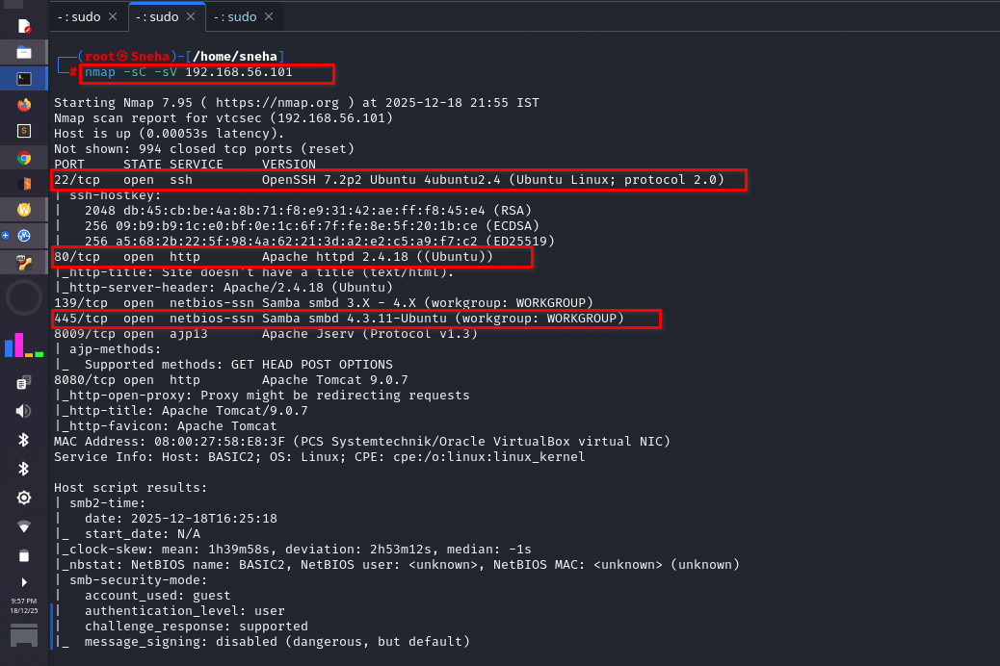 - : sudo ×
- : sudo ×
- : sudo ×
┌──(root㉿Sneha)-[/home/sneha]
└─# nmap -sC -sV 192.168.56.101
Starting Nmap 7.95 ( https://nmap.org ) at 2025-12-18 21:55 IST
Nmap scan report for vtcsec (192.168.56.101)
Host is up (0.00053s latency).
Not shown: 994 closed tcp ports (reset)
PORT     STATE SERVICE     VERSION
22/tcp   open  ssh         OpenSSH 7.2p2 Ubuntu 4ubuntu2.4 (Ubuntu Linux; protocol 2.0)
| ssh-hostkey:
|   2048 db:45:cb:be:4a:8b:71:f8:e9:31:42:ae:ff:f8:45:e4 (RSA)
|   256 09:b9:b9:1c:e0:bf:0e:1c:6f:7f:fe:8e:5f:20:1b:ce (ECDSA)
|_  256 a5:68:2b:22:5f:98:4a:62:21:3d:a2:e2:c5:a9:f7:c2 (ED25519)
80/tcp   open  http        Apache httpd 2.4.18 ((Ubuntu))
|_http-title: Site doesn't have a title (text/html).
|_http-server-header: Apache/2.4.18 (Ubuntu)
139/tcp  open  netbios-ssn Samba smbd 3.X - 4.X (workgroup: WORKGROUP)
445/tcp  open  netbios-ssn Samba smbd 4.3.11-Ubuntu (workgroup: WORKGROUP)
8009/tcp open  ajp13       Apache Jserv (Protocol v1.3)
| ajp-methods:
|_  Supported methods: GET HEAD POST OPTIONS
8080/tcp open  http        Apache Tomcat 9.0.7
|_http-open-proxy: Proxy might be redirecting requests
|_http-title: Apache Tomcat/9.0.7
|_http-favicon: Apache Tomcat
MAC Address: 08:00:27:58:E8:3F (PCS Systemtechnik/Oracle VirtualBox virtual NIC)
Service Info: Host: BASIC2; OS: Linux; CPE: cpe:/o:linux:linux_kernel
Host script results:
| smb2-time:
|   date: 2025-12-18T16:25:18
|_  start_date: N/A
|_clock-skew: mean: 1h39m58s, deviation: 2h53m12s, median: -1s
|_nbstat: NetBIOS name: BASIC2, NetBIOS user: <unknown>, NetBIOS MAC: <unknown> (unknown)
| smb-security-mode:
|   account_used: guest
|   authentication_level: user
|   challenge_response: supported
|_  message_signing: disabled (dangerous, but default)
9:57 PM
18/12/25